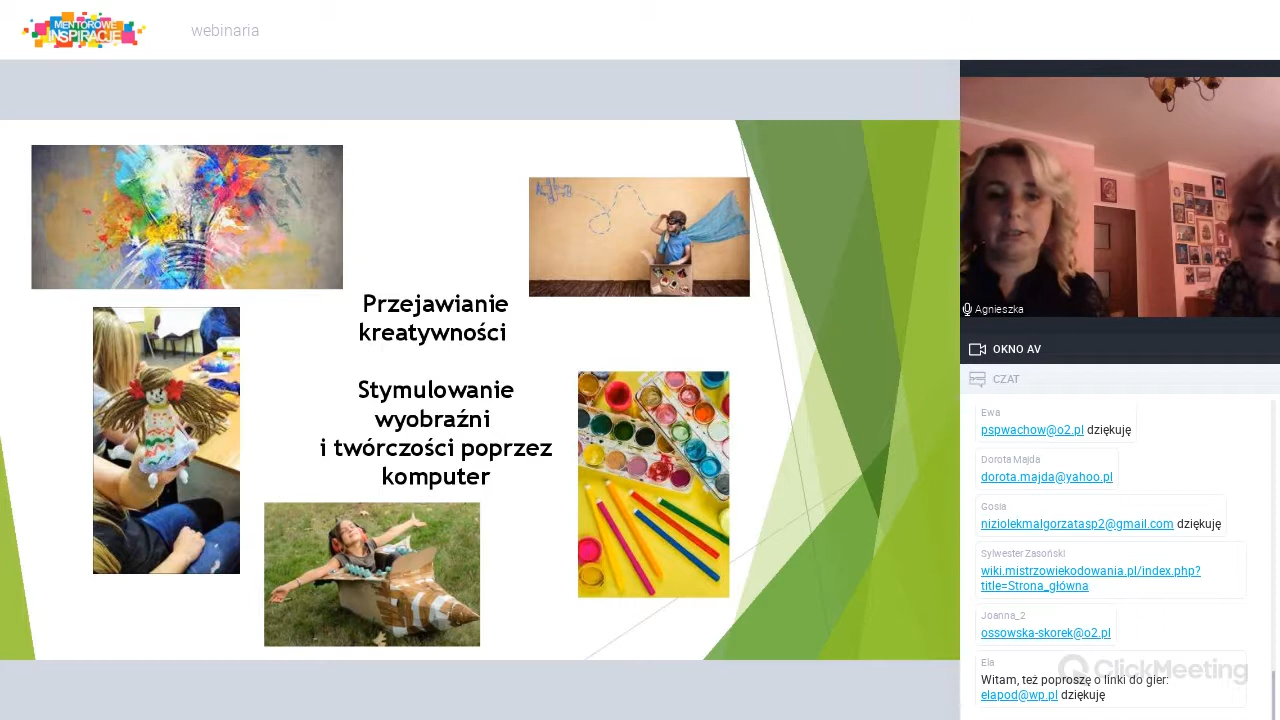 MENTOROWE
INSPIRACJE
webinaria
Przejawianie
kreatywności
Stymulowanie
wyobraźni
i twórczości poprzez
komputer
Agnieszka
OKNO AV
CZAT
Ewa
pspwachow@o2.pl dziękuję
Dorota Majda
dorota.majda@yahoo.pl
Gosia
niziolekmalgorzatasp2@gmail.com dziękuję
Sylwester Zasoński
wiki.mistrzowiekodowania.pl/index.php?
title=Strona_główna
Joanna_2
ossowska-skorek@o2.pl
Ela
Witam, też poproszę o linki do gier:
elapod@wp.pl dziękuję
ClickMeeting